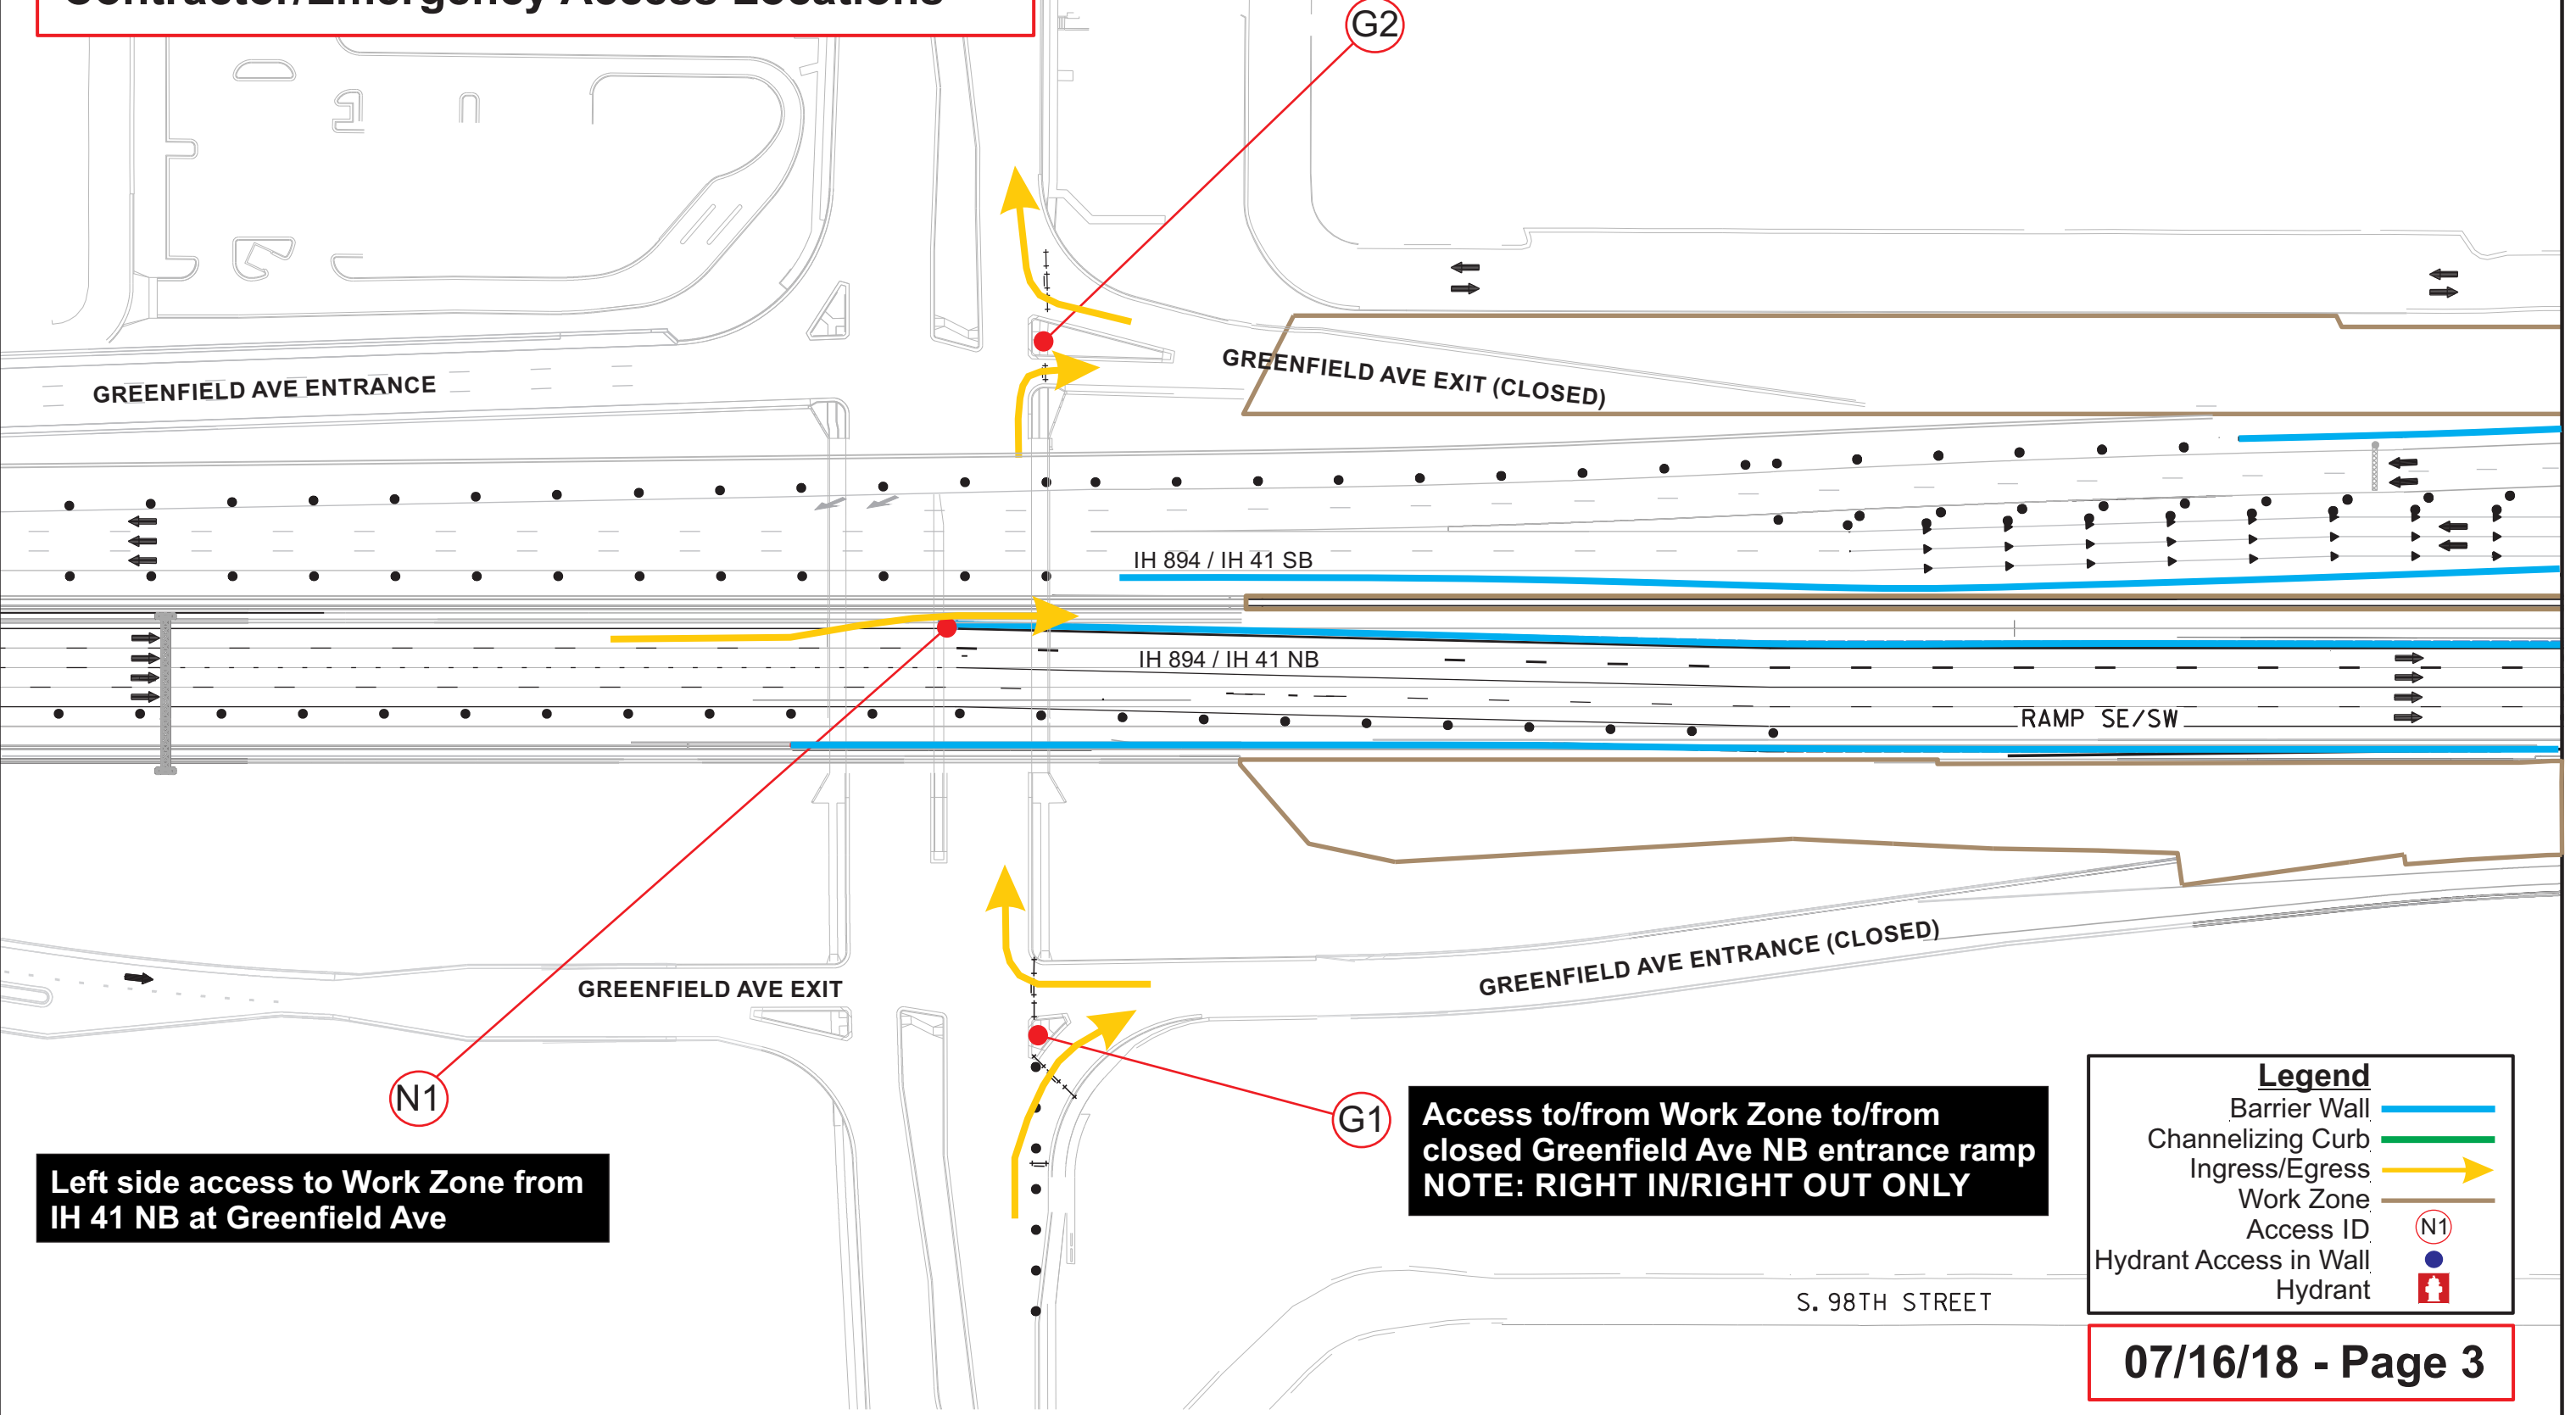 Contractor/Emergency Access Locations
G2
GREENFIELD AVE ENTRANCE
GREENFIELD AVE EXIT (CLOSED)
IH 894 / IH 41 SB
IH 894 / IH 41 NB
RAMP SE/SW
GREENFIELD AVE ENTRANCE (CLOSED)
GREENFIELD AVE EXIT
N1
Left side access to Work Zone from
IH 41 NB at Greenfield Ave
G1
Access to/from Work Zone to/from
closed Greenfield Ave NB entrance ramp
NOTE: RIGHT IN/RIGHT OUT ONLY
S. 98TH STREET
Legend
Barrier Wall
Channelizing Curb
Ingress/Egress
Work Zone
Access ID N1
Hydrant Access in Wall
Hydrant
07/16/18 - Page 3